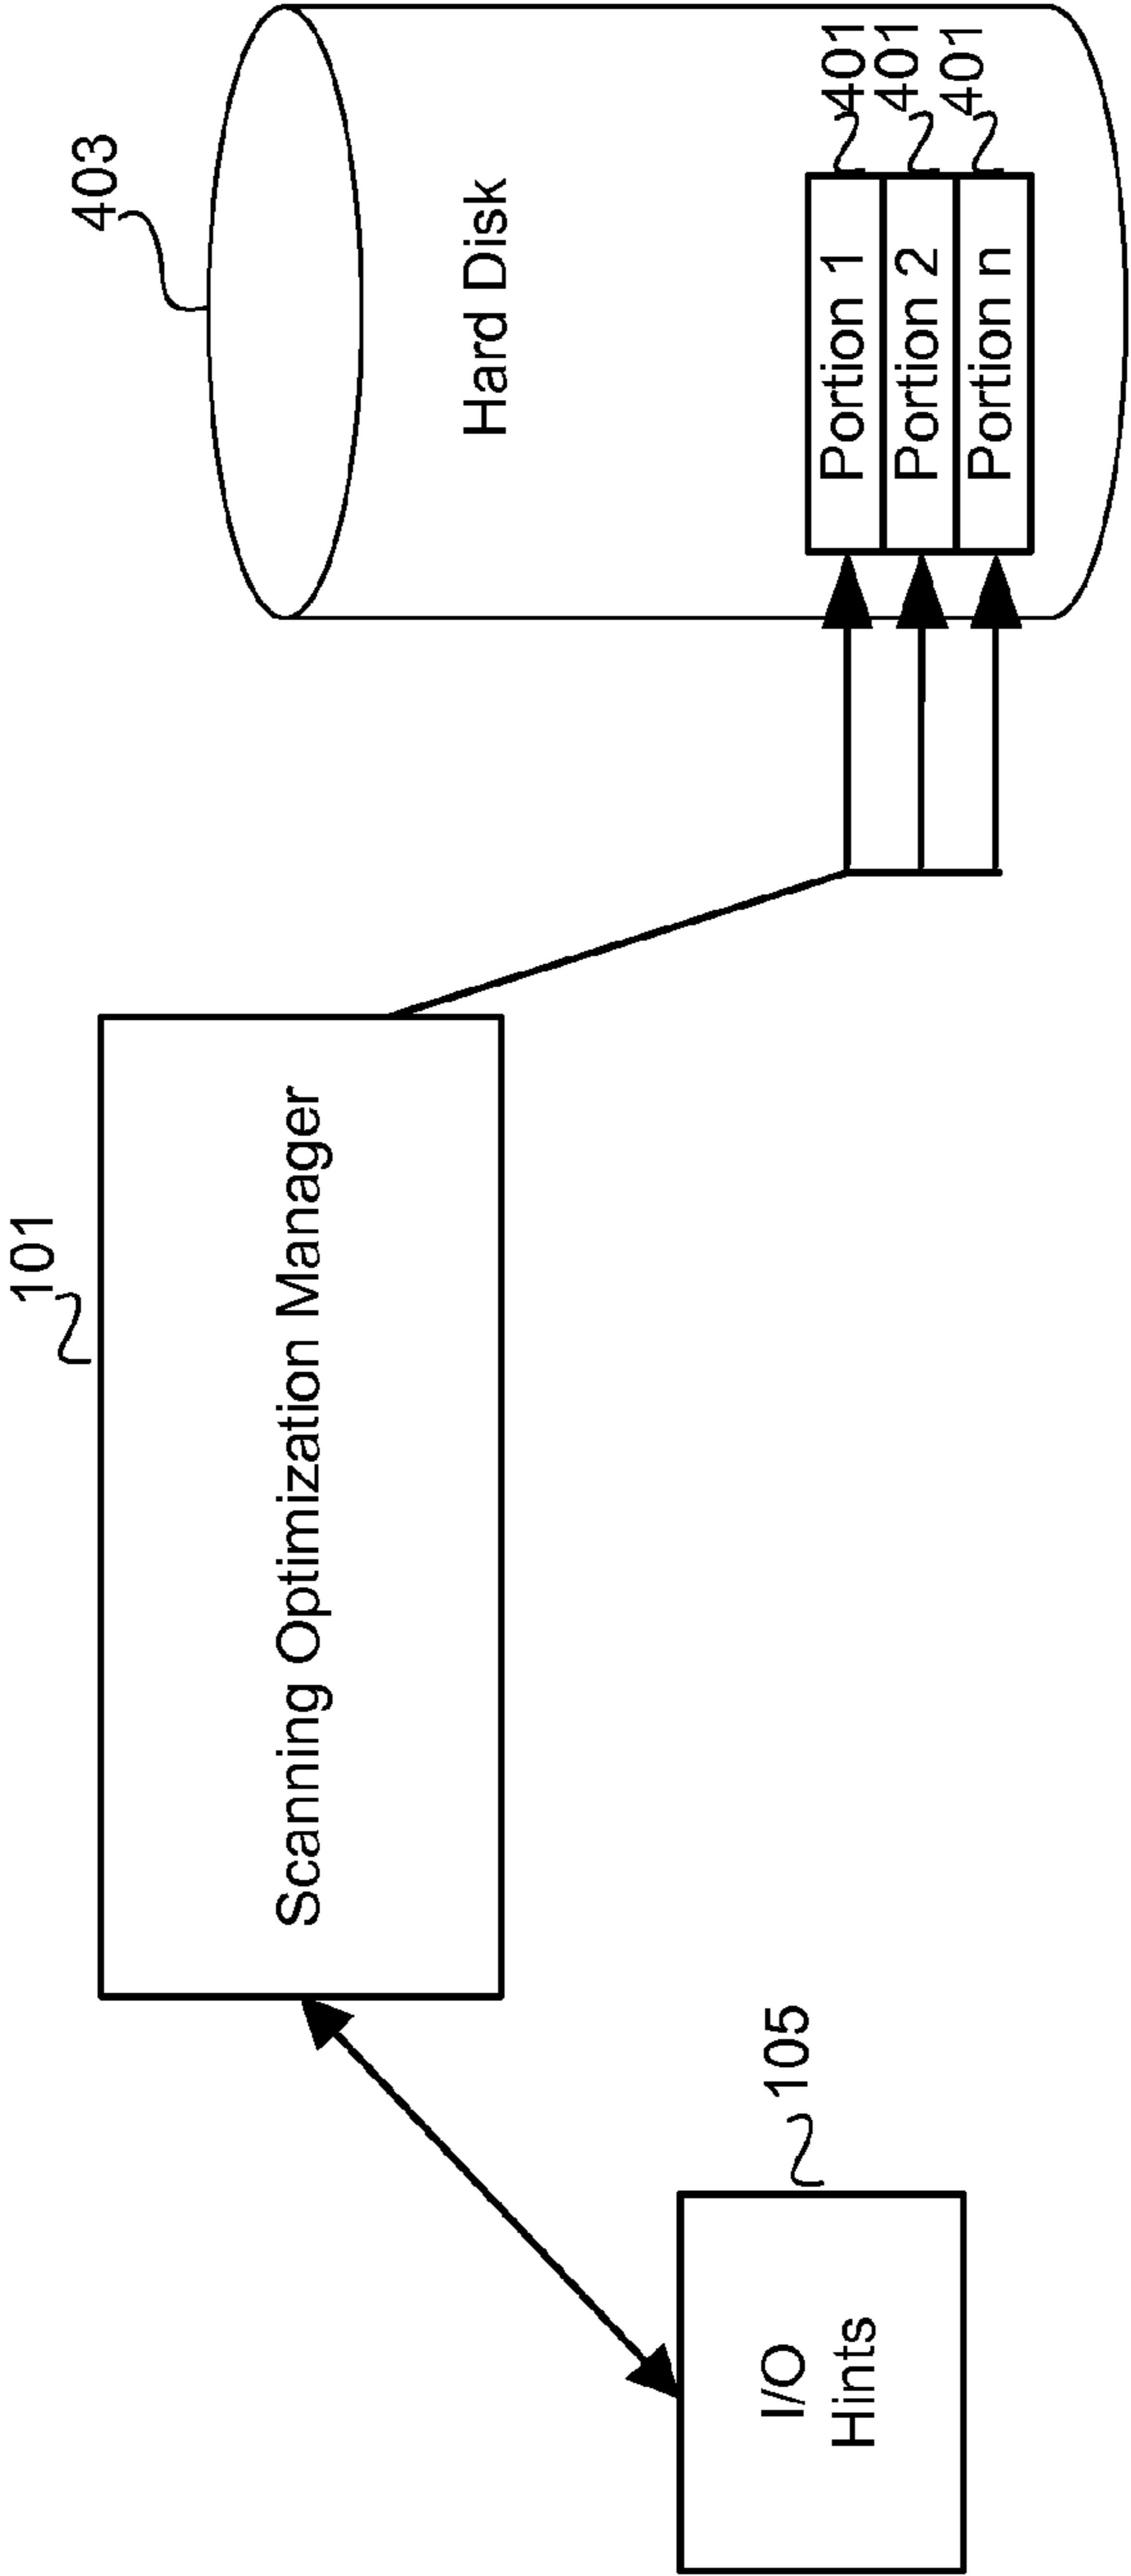 101
Scanning Optimization Manager
105
I/O
Hints
403
Hard Disk
Portion 1
401
Portion 2
401
Portion n
401